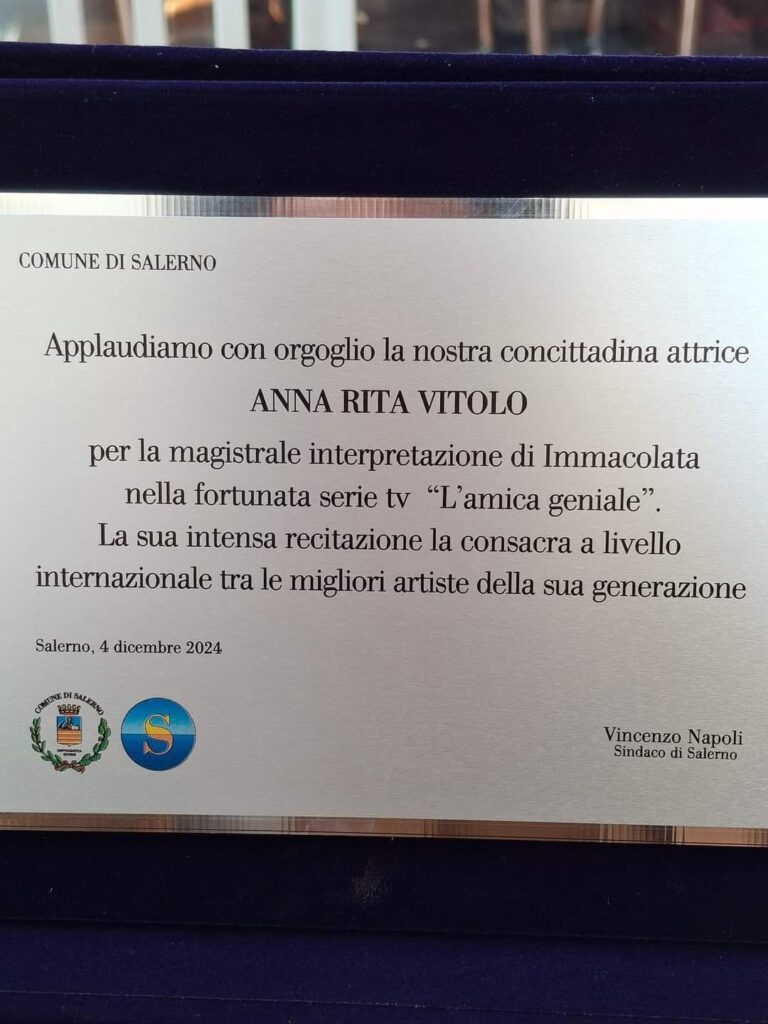 COMUNE DI SALERNO
Applaudiamo con orgoglio la nostra concittadina attrice
ANNA RITA VITOLO
per la magistrale interpretazione di Immacolata
nella fortunata serie tv “L’amica geniale”.
La sua intensa recitazione la consacra a livello
internazionale tra le migliori artiste della sua generazione
Salerno, 4 dicembre 2024
COMUNE DI SALERNO
S
Vincenzo Napoli
Sindaco di Salerno